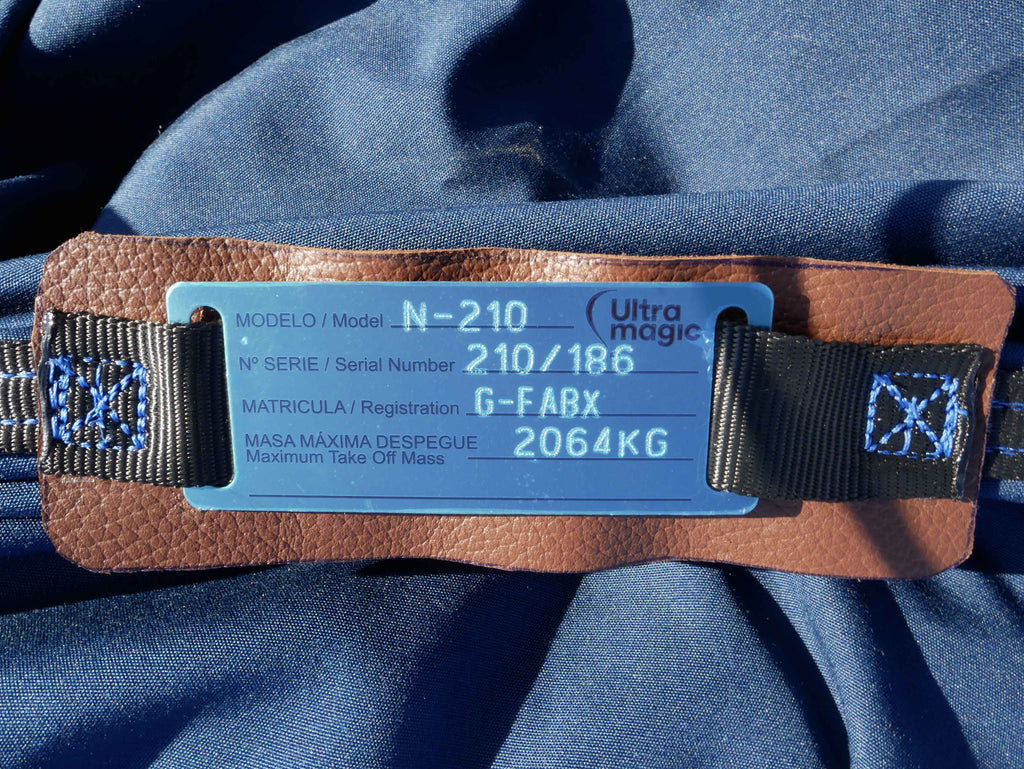 MODELO / Model N-210
Ultra magic
Nº SERIE / Serial Number 210/186
MATRICULA / Registration G-FABX
MASA MÁXIMA DESPEGUE
Maximum Take Off Mass 2064KG